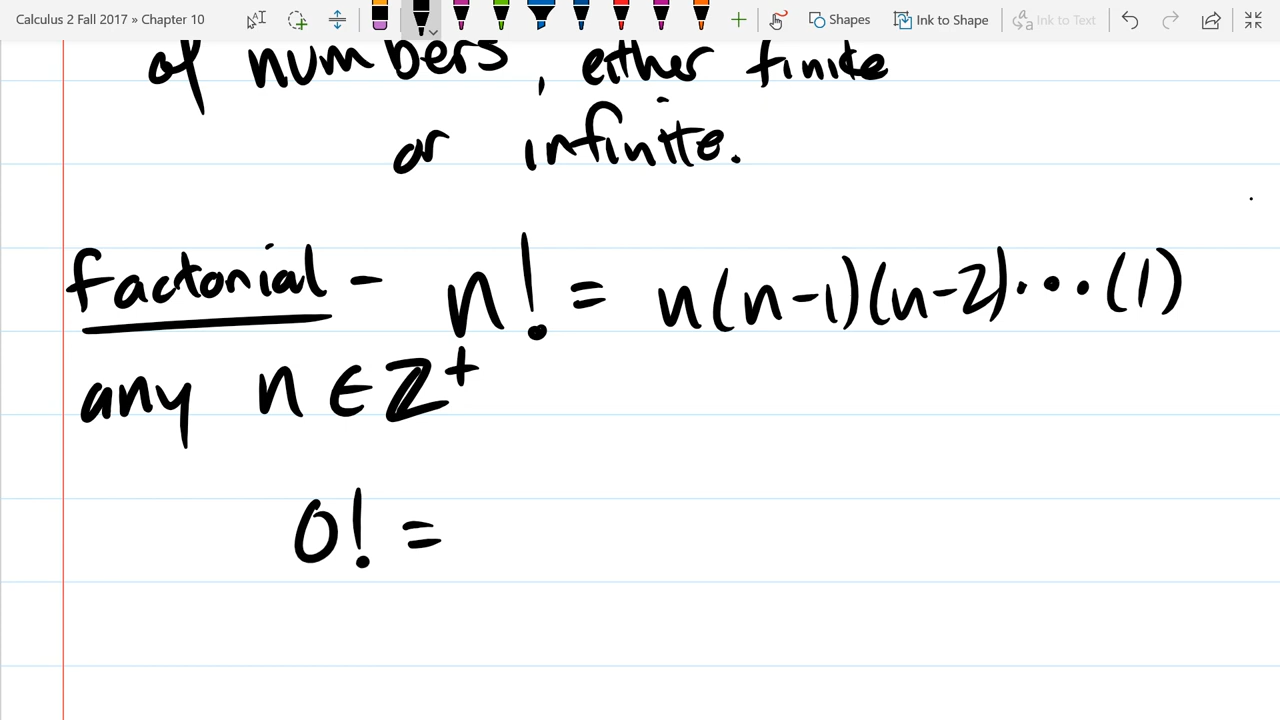 Calculus 2 Fall 2017 » Chapter 10 Shapes Ink to Shape Ink to Text
of numbers, either finite
or infinite.
factorial - n! = n(n-1)(n-2)...(1)
any n ∈ ℤ⁺
0! =